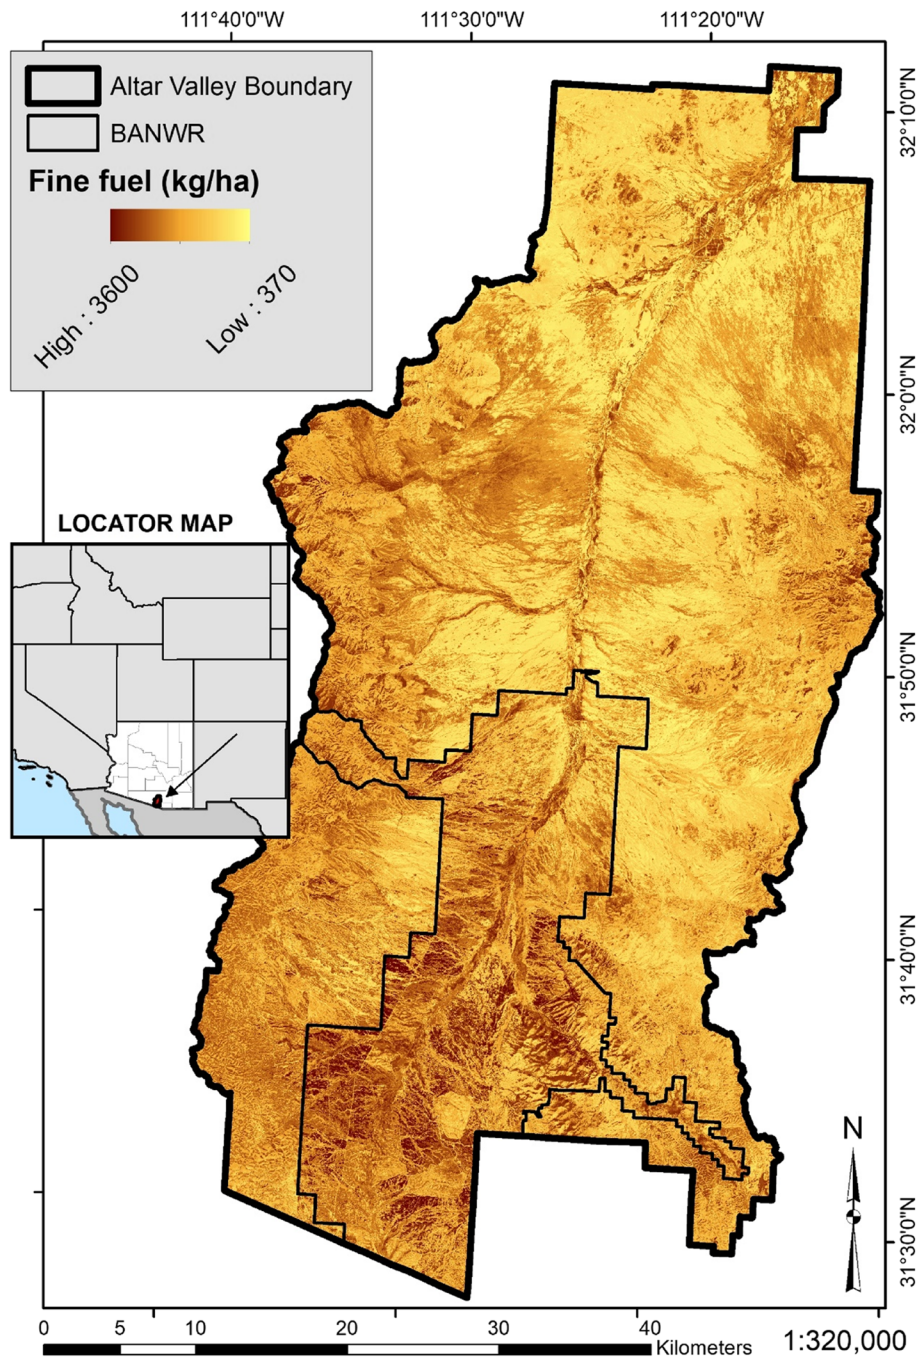 111°40'0"W 111°30'0"W 111°20'0"W
Altar Valley Boundary
BANWR
Fine fuel (kg/ha)
High : 3600
Low : 370
32°10'0"N
32°0'0"N
LOCATOR MAP
31°50'0"N
31°40'0"N
N
31°30'0"N
0 5 10 20 30 40
Kilometers
1:320,000